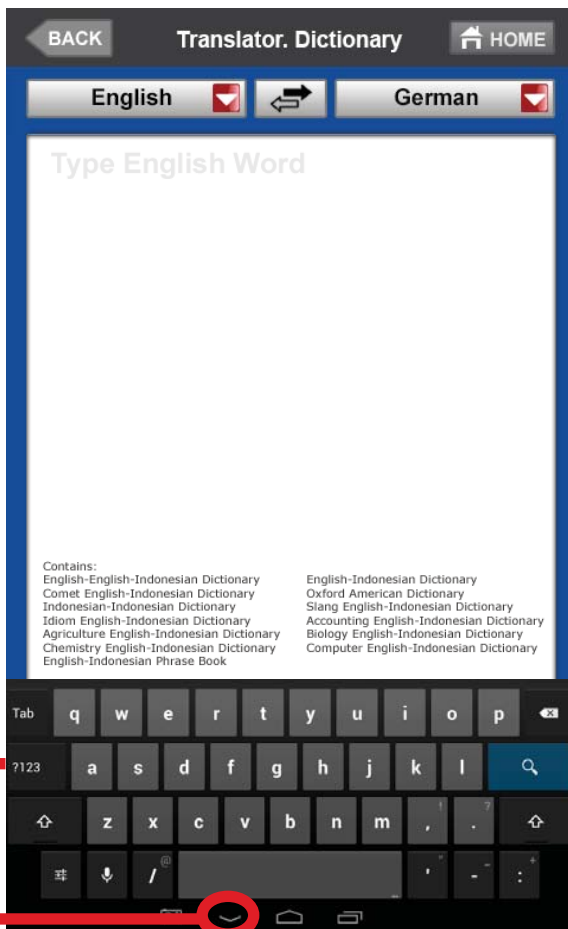 BACK
Translator. Dictionary
HOME
English
German
Type English Word
Contains:
English-English-Indonesian Dictionary
Comet English-Indonesian Dictionary
Indonesian-Indonesian Dictionary
Idiom English-Indonesian Dictionary
Agriculture English-Indonesian Dictionary
Chemistry English-Indonesian Dictionary
English-Indonesian Phrase Book
English-Indonesian Dictionary
Oxford American Dictionary
Slang English-Indonesian Dictionary
Accounting English-Indonesian Dictionary
Biology English-Indonesian Dictionary
Computer English-Indonesian Dictionary
Tab q w e r t y u i o p
?123 a s d f g h j k l
z x c v b n m , ! . ?
/ @ ' " - _ : +